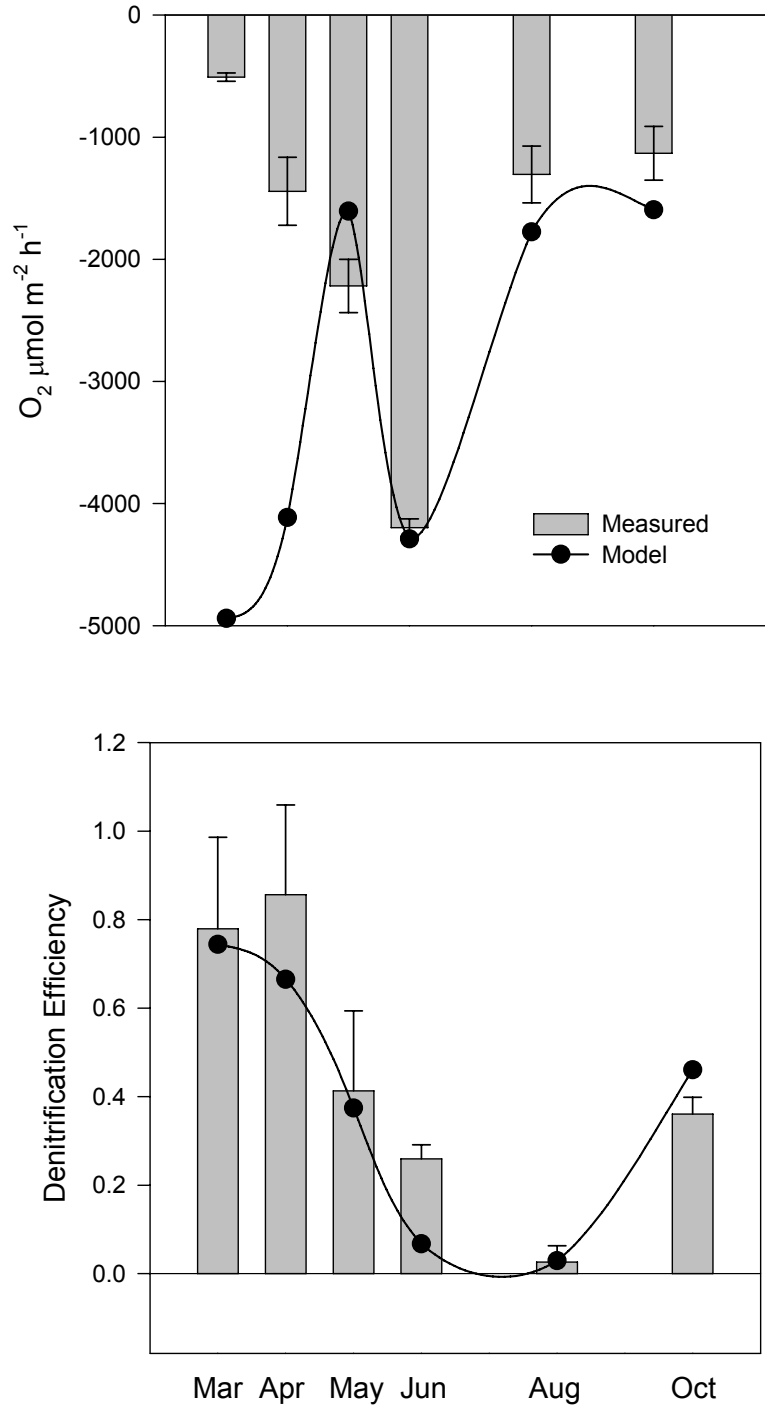 0
-1000
-2000
-3000
-4000
-5000
O₂ μmol m⁻² h⁻¹
Measured
Model
1.2
1.0
0.8
0.6
0.4
0.2
0.0
Denitrification Efficiency
Mar Apr May Jun Aug Oct